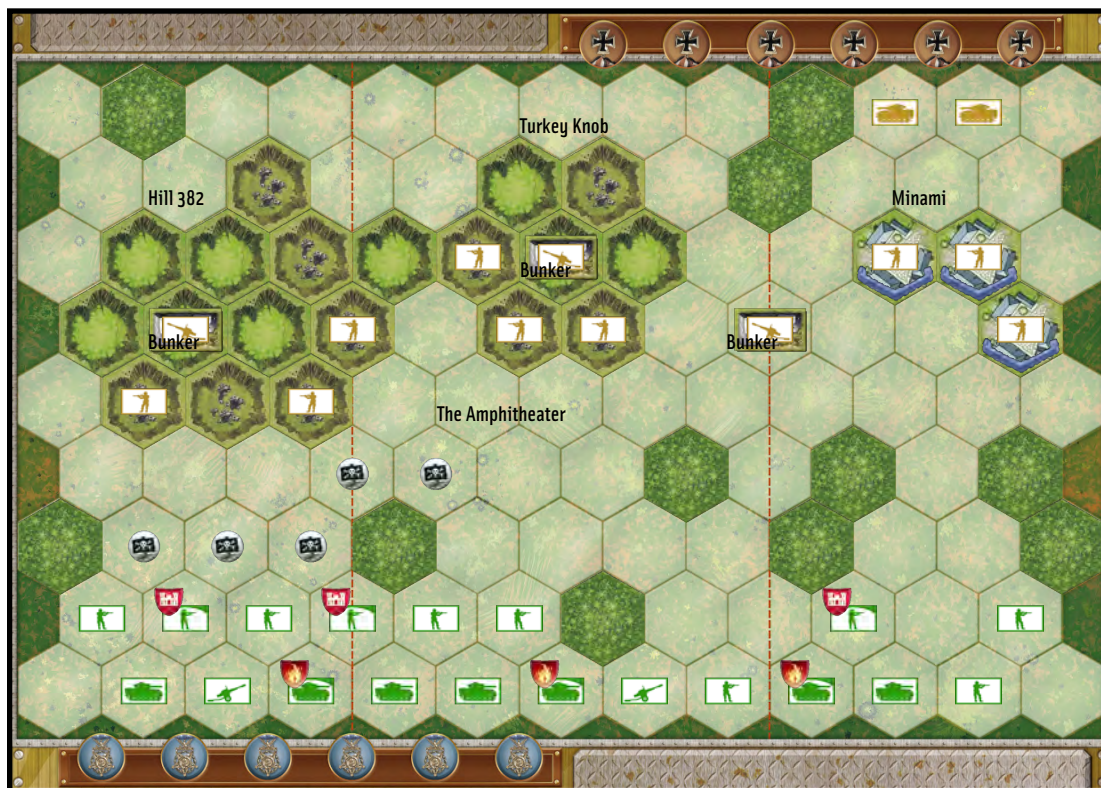 Turkey Knob
Hill 382
Minami
Bunker
Bunker
Bunker
The Amphitheater